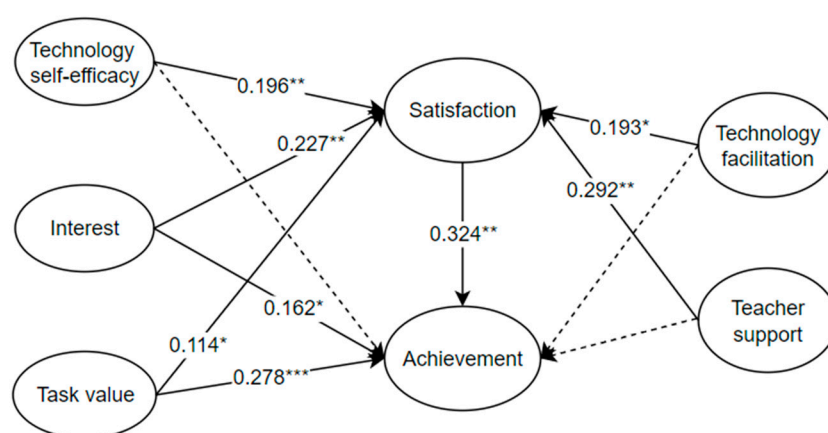 Technology
self-efficacy
0.196**
Satisfaction
0.193*
Technology
facilitation
0.227**
0.292**
Interest
0.324**
0.162*
Teacher
support
0.114*
Achievement
Task value
0.278***